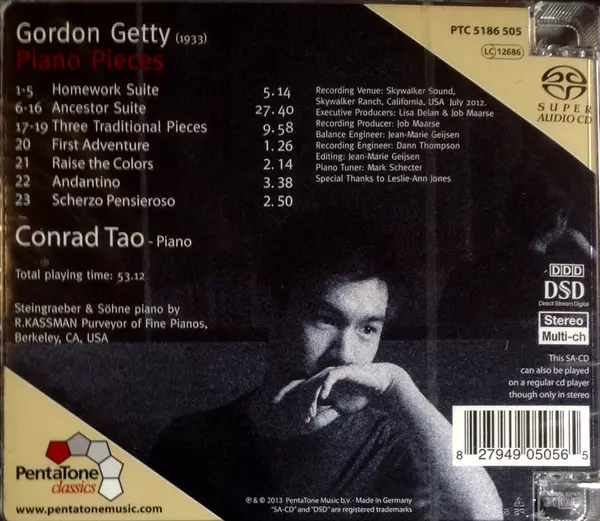 Gordon Getty (1933)
Piano Pieces
1-5 Homework Suite 5.14
6-16 Ancestor Suite 27.40
17-19 Three Traditional Pieces 9.58
20 First Adventure 1.26
21 Raise the Colors 2.14
22 Andantino 3.38
23 Scherzo Pensieroso 2.50
Conrad Tao - Piano
Total playing time: 53.12
Steingraeber & Söhne piano by
R.KASSMAN Purveyor of Fine Pianos,
Berkeley, CA, USA
Recording Venue: Skywalker Sound,
Skywalker Ranch, California, USA July 2012.
Executive Producers: Lisa Delan & Job Maarse
Recording Producer: Job Maarse
Balance Engineer: Jean-Marie Geijsen
Recording Engineer: Dann Thompson
Editing: Jean-Marie Geijsen
Piano Tuner: Mark Schecter
Special Thanks to Leslie-Ann Jones
PTC 5186 505
LC 12686
SUPER
AUDIO CD
DDD
DSD
Direct Stream Digital
Stereo
Multi-ch
This SA-CD
can also be played
on a regular cd player
though only in stereo
8 27949 05056 5
PentaTone
classics
www.pentatonemusic.com
℗ & © 2013 PentaTone Music b.v. - Made in Germany
"SA-CD" and "DSD" are registered trademarks